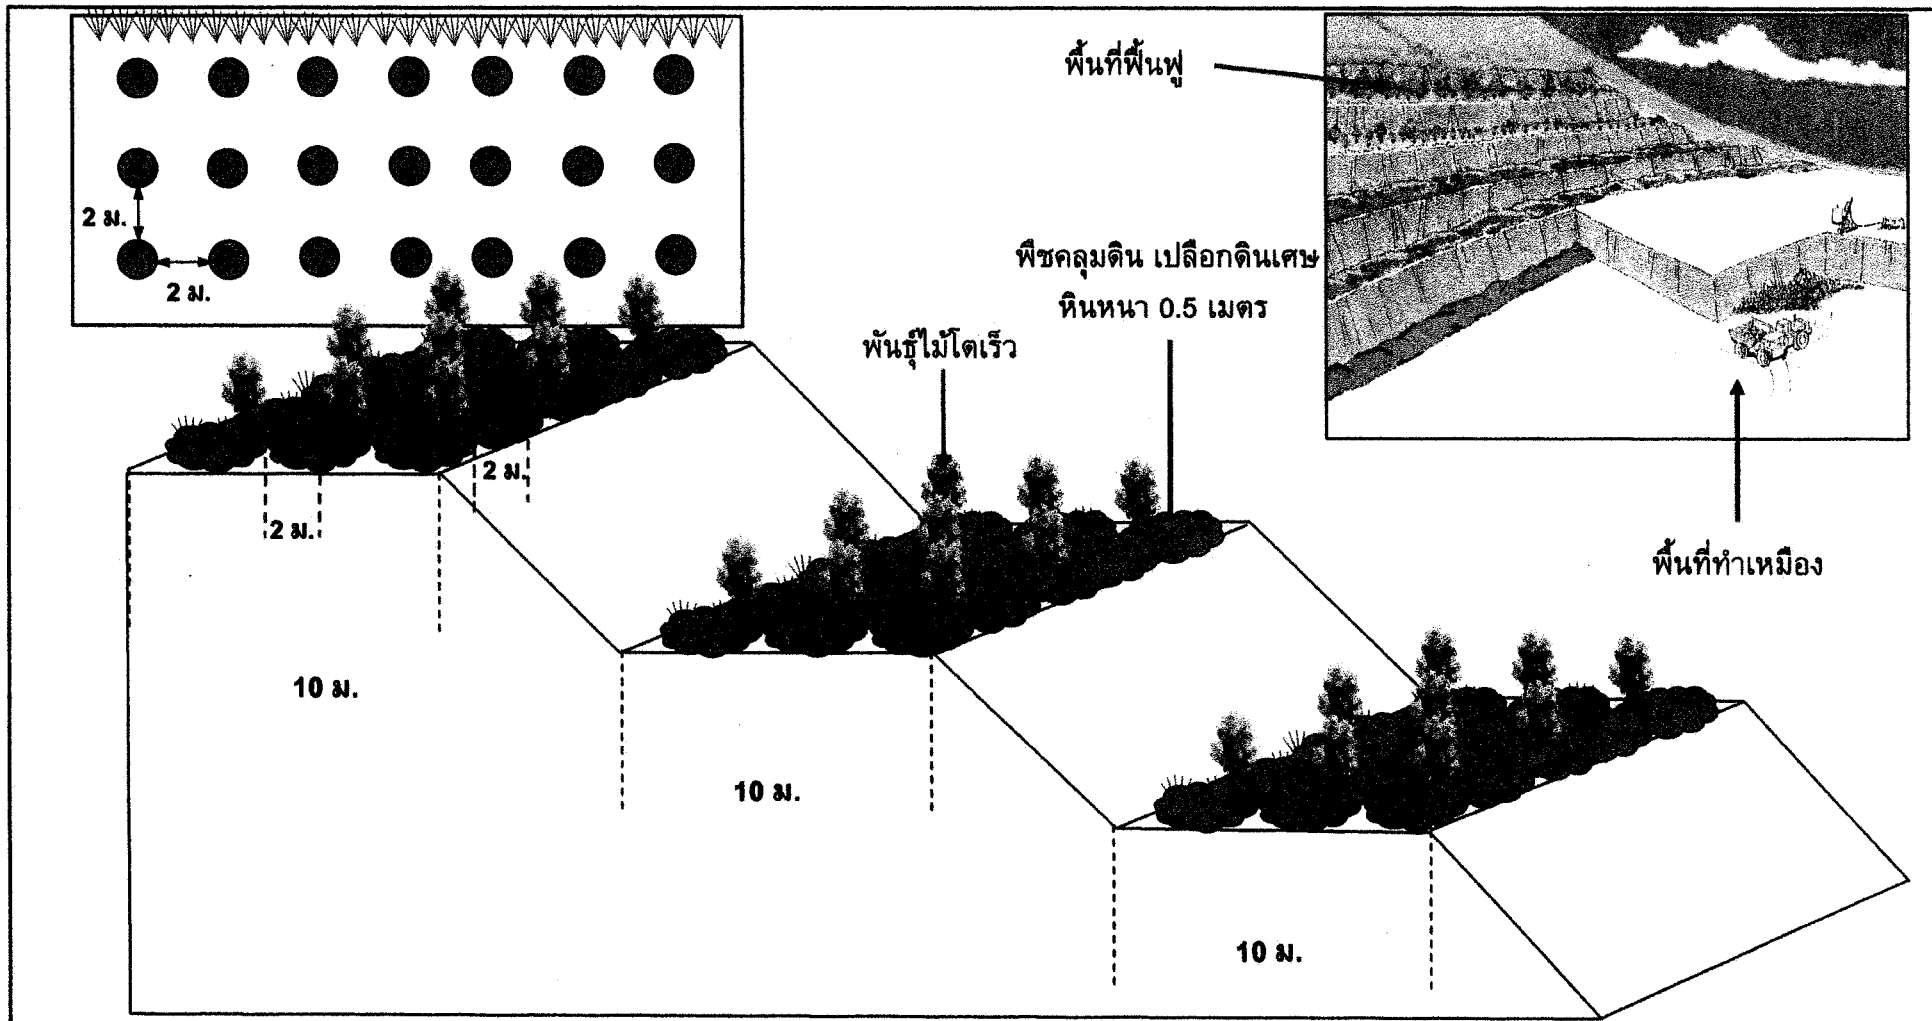 พื้นที่ฟื้นฟู
2 ม.
2 ม.
พืชคลุมดิน เปลือกดินเศษ
หินหนา 0.5 เมตร
พันธุ์ไม้โตเร็ว
2 ม.
2 ม.
พื้นที่ทำเหมือง
10 ม.
10 ม.
10 ม.